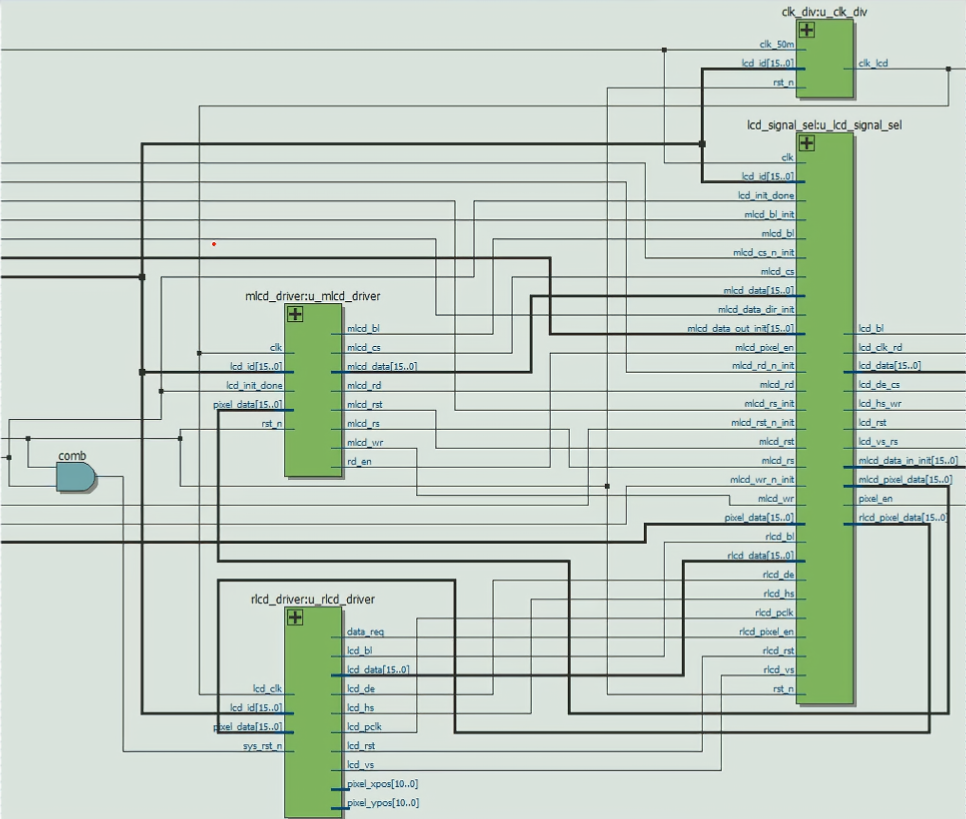 clk_div:u_clk_div
clk_50m
lcd_id[15..0]
rst_n
clk_lcd
lcd_signal_sel:u_lcd_signal_sel
clk
lcd_id[15..0]
lcd_init_done
mlcd_bl_init
mlcd_bl
mlcd_cs_n_init
mlcd_cs
mlcd_data[15..0]
mlcd_data_dir_init
mlcd_data_out_init[15..0]
mlcd_pixel_en
mlcd_rd_n_init
mlcd_rd
mlcd_rs_init
mlcd_rst_n_init
mlcd_rst
mlcd_rs
mlcd_wr_n_init
mlcd_wr
pixel_data[15..0]
rlcd_bl
rlcd_data[15..0]
rlcd_de
rlcd_hs
rlcd_pclk
rlcd_pixel_en
rlcd_rst
rlcd_vs
rst_n
lcd_bl
lcd_clk_rd
lcd_data[15..0]
lcd_de_cs
lcd_hs_wr
lcd_rst
lcd_vs_rs
mlcd_data_in_init[15..0]
mlcd_pixel_data[15..0]
pixel_en
rlcd_pixel_data[15..0]
mlcd_driver:u_mlcd_driver
clk
lcd_id[15..0]
lcd_init_done
pixel_data[15..0]
rst_n
mlcd_bl
mlcd_cs
mlcd_data[15..0]
mlcd_rd
mlcd_rst
mlcd_rs
mlcd_wr
rd_en
comb
rlcd_driver:u_rlcd_driver
lcd_clk
lcd_id[15..0]
pixel_data[15..0]
sys_rst_n
data_req
lcd_bl
lcd_data[15..0]
lcd_de
lcd_hs
lcd_pclk
lcd_rst
lcd_vs
pixel_xpos[10..0]
pixel_ypos[10..0]